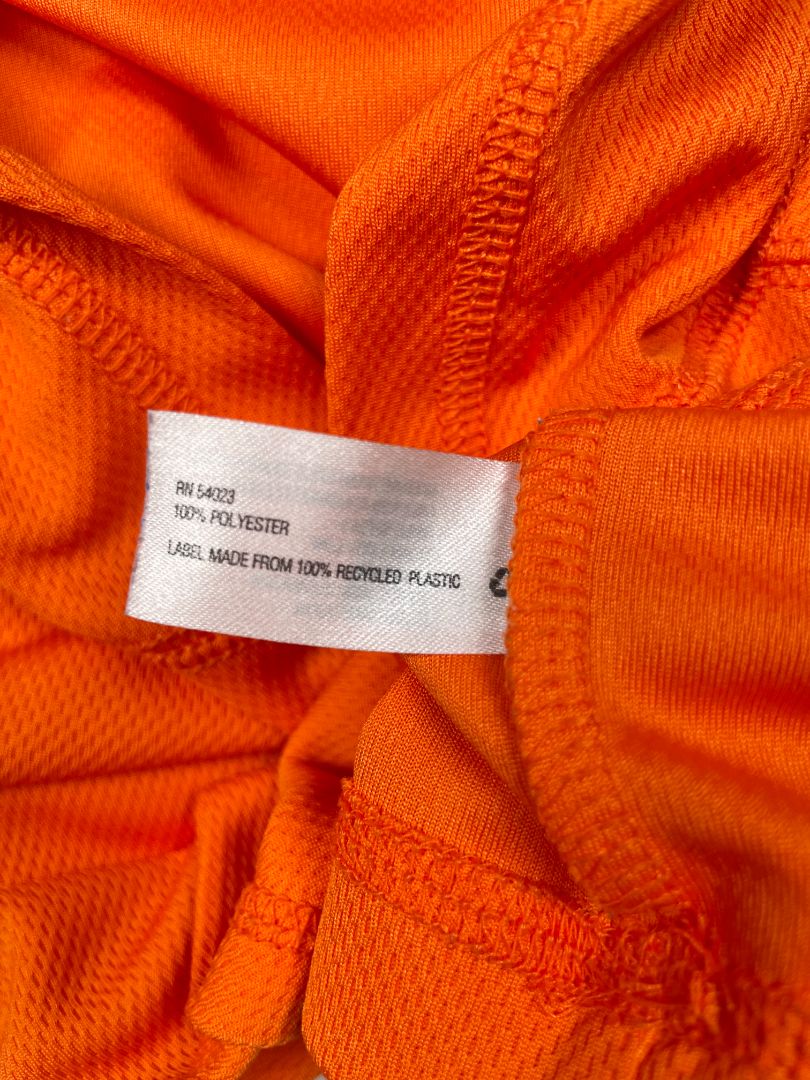 RN 54023
100% POLYESTER
LABEL MADE FROM 100% RECYCLED PLASTIC